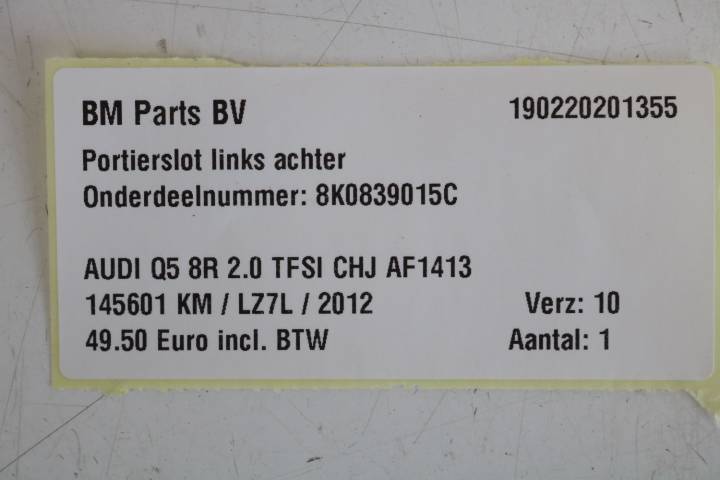 BM Parts BV 190220201355
Portierslot links achter
Onderdeelnummer: 8K0839015C
AUDI Q5 8R 2.0 TFSI CHJ AF1413
145601 KM / LZ7L / 2012 Verz: 10
49.50 Euro incl. BTW Aantal: 1